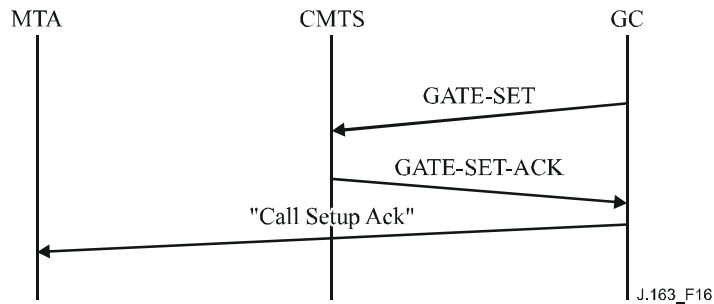 MTA
CMTS
GC
GATE-SET
GATE-SET-ACK
"Call Setup Ack"
J.163_F16